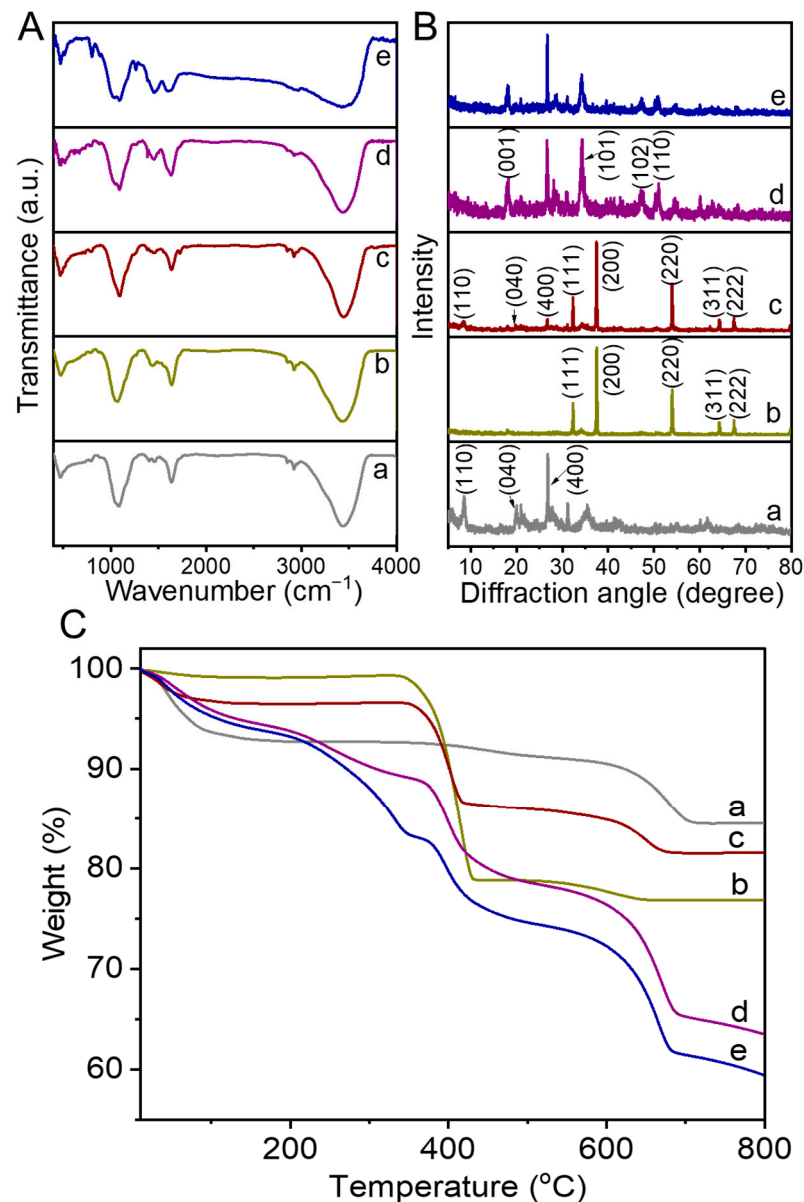 A
B
e
d
c
b
a
Transmittance (a.u.)
1000 2000 3000 4000
Wavenumber (cm⁻¹)
e
(001) (101) (102) (110)
d
(110) (040) (400) (111) (200) (220) (311) (222)
c
(111) (200) (220) (311) (222)
b
(110) (040) (400)
a
Intensity
10 20 30 40 50 60 70 80
Diffraction angle (degree)
C
100
90
80
70
60
Weight (%)
a
c
b
d
e
200 400 600 800
Temperature (°C)